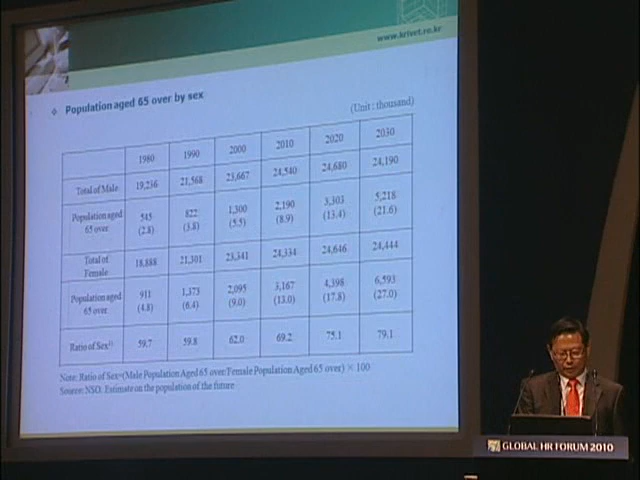 www.krivet.re.kr
Population aged 65 over by sex
(Unit : thousand)
1980 1990 2000 2010 2020 2030
Total of Male 19,236 21,568 23,667 24,540 24,680 24,190
Population aged 65 over 545 (2.8) 822 (3.8) 1,300 (5.5) 2,190 (8.9) 3,303 (13.4) 5,218 (21.6)
Total of Female 18,888 21,301 23,341 24,334 24,646 24,444
Population aged 65 over 911 (4.8) 1,373 (6.4) 2,095 (9.0) 3,167 (13.0) 4,398 (17.8) 6,593 (27.0)
Ratio of Sex 59.7 59.8 62.0 69.2 75.1 79.1
Note: Ratio of Sex=(Male Population Aged 65 over/Female Population Aged 65 over) × 100
Source: NSO. Estimate on the population of the future
GLOBAL HR FORUM 2010